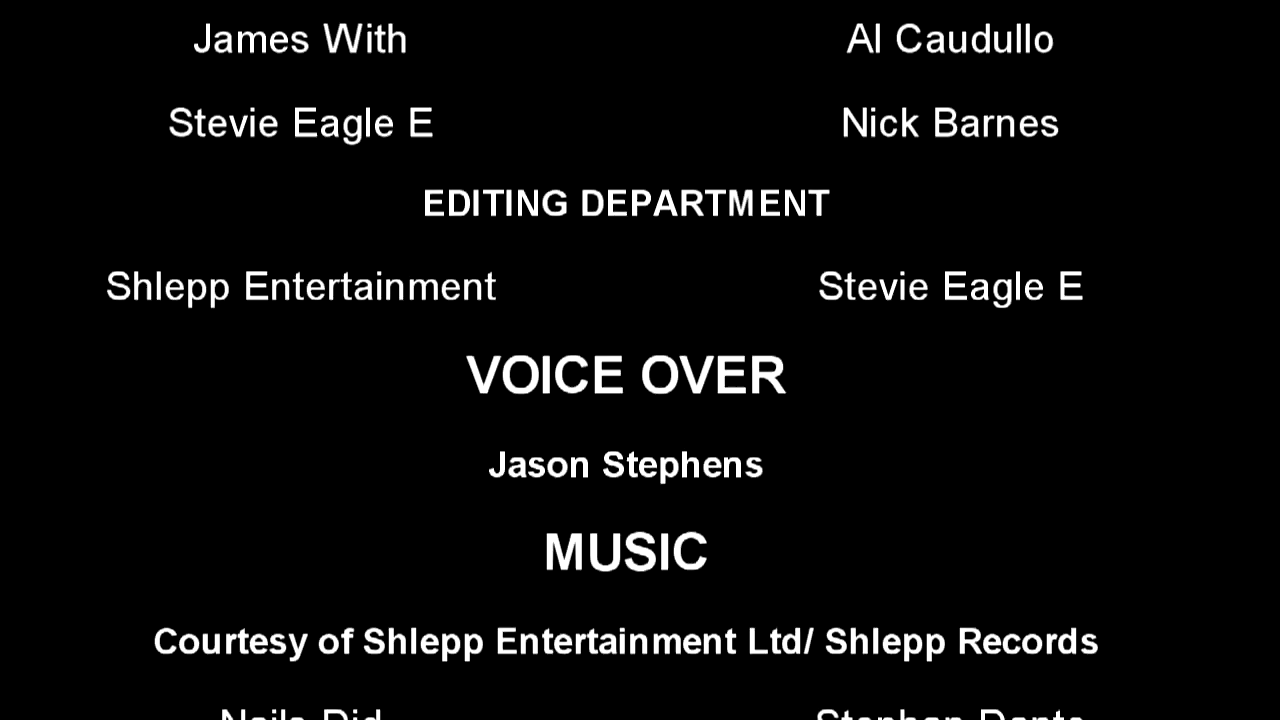 James With Al Caudullo
Stevie Eagle E Nick Barnes
EDITING DEPARTMENT
Shlepp Entertainment Stevie Eagle E
VOICE OVER
Jason Stephens
MUSIC
Courtesy of Shlepp Entertainment Ltd/ Shlepp Records